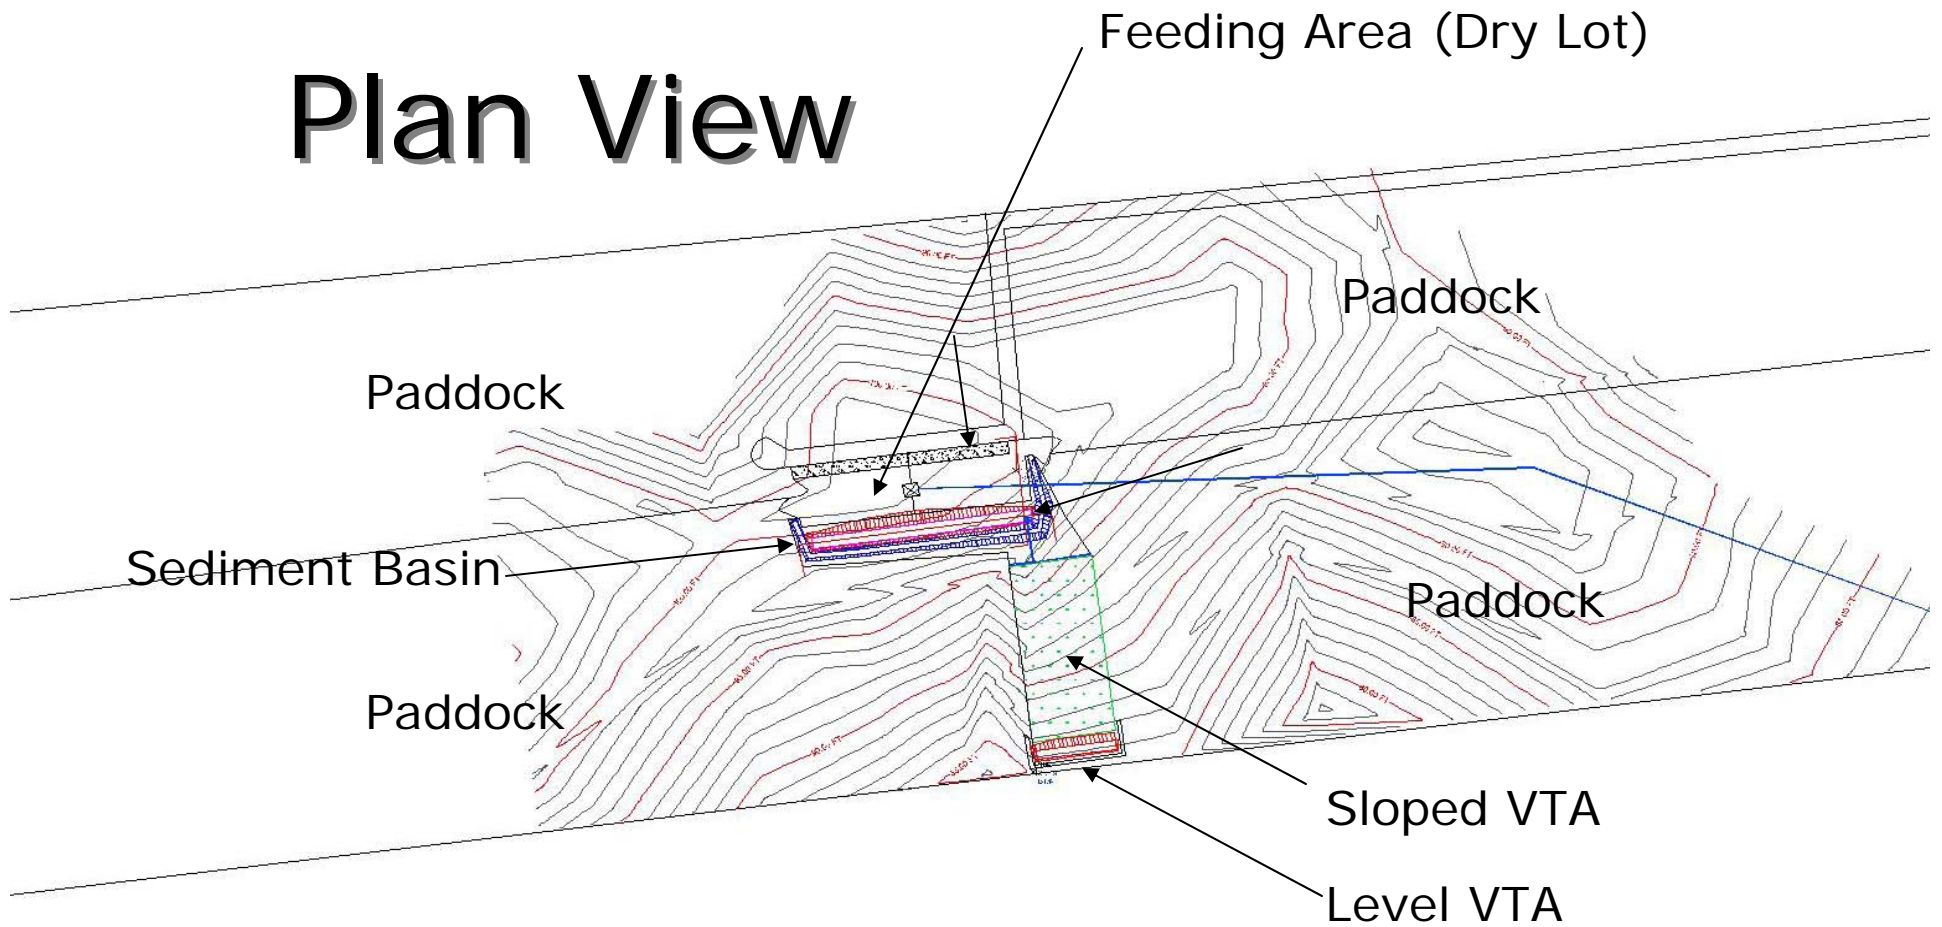 Feeding Area (Dry Lot)
Plan View
Paddock
Paddock
Sediment Basin
Paddock
Paddock
Sloped VTA
Level VTA